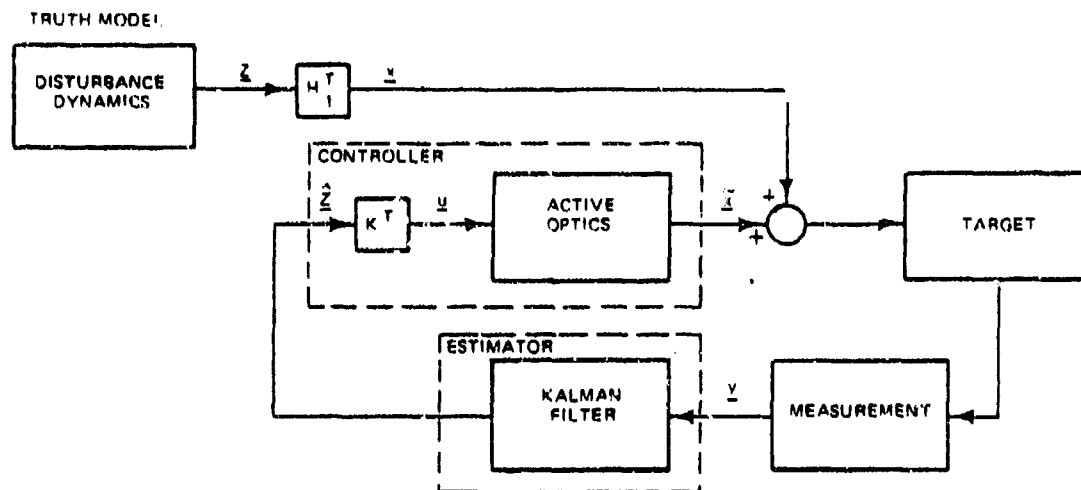 TRUTH MODEL
DISTURBANCE
DYNAMICS
Z
H T 1
x
CONTROLLER
Ẑ
K T
u
ACTIVE
OPTICS
+
+
TARGET
ESTIMATOR
KALMAN
FILTER
y
MEASUREMENT